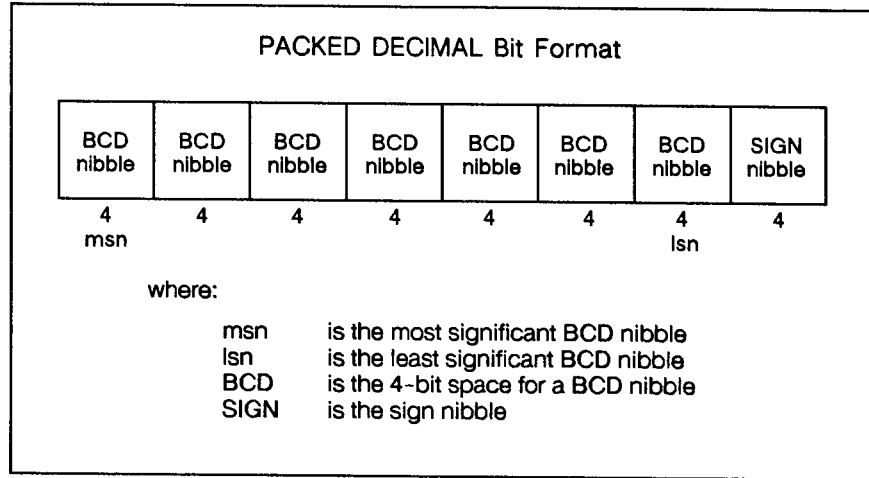 PACKED DECIMAL Bit Format
BCD nibble BCD nibble BCD nibble BCD nibble BCD nibble BCD nibble BCD nibble SIGN nibble
4 4 4 4 4 4 4 4
msn lsn
where:
msn is the most significant BCD nibble
lsn is the least significant BCD nibble
BCD is the 4-bit space for a BCD nibble
SIGN is the sign nibble